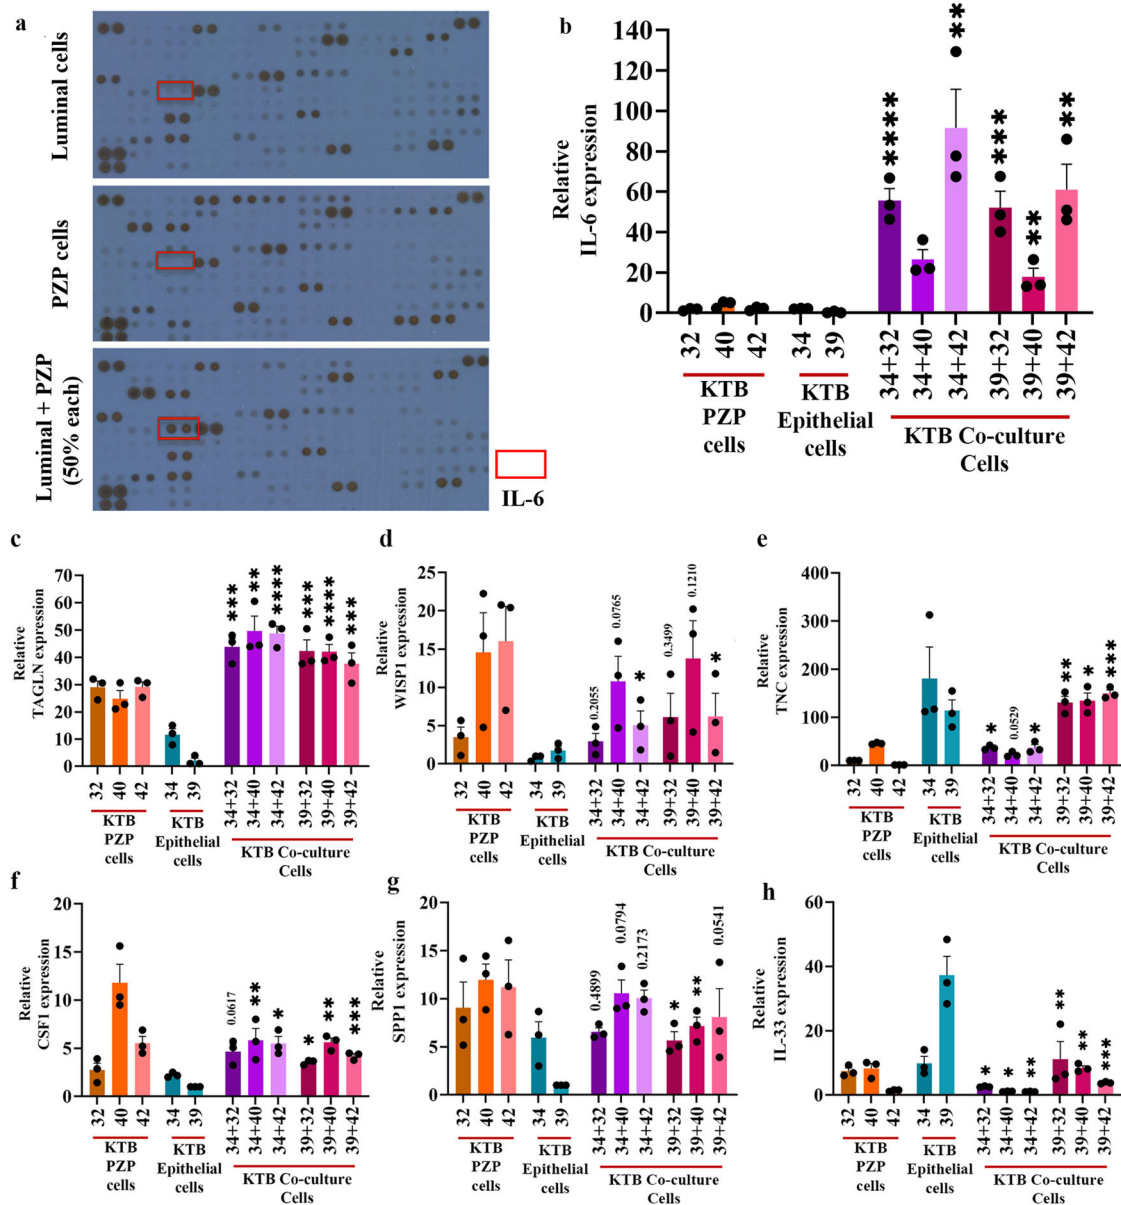 a
Luminal cells
PZP cells
Luminal + PZP
(50% each)
IL-6
b
Relative
IL-6 expression
140
120
100
80
60
40
20
0
****
**
***
**
**
32
40
42
34
39
34+32
34+40
34+42
39+32
39+40
39+42
KTB
PZP
cells
KTB
Epithelial
cells
KTB Co-culture
Cells
c
Relative
TAGLN expression
70
60
50
40
30
20
10
0
***
**
****
***
****
***
32
40
42
34
39
34+32
34+40
34+42
39+32
39+40
39+42
KTB
PZP
cells
KTB
Epithelial
cells
KTB Co-culture
Cells
d
Relative
WISP1 expression
25
20
15
10
5
0
0.2055
0.0765
*
0.3499
0.1210
*
32
40
42
34
39
34+32
34+40
34+42
39+32
39+40
39+42
KTB
PZP
cells
KTB
Epithelial
cells
KTB Co-culture
Cells
e
Relative
TNC expression
400
300
200
100
0
*
0.0529
*
**
*
***
32
40
42
34
39
34+32
34+40
34+42
39+32
39+40
39+42
KTB
PZP
cells
KTB
Epithelial
cells
KTB Co-culture
Cells
f
Relative
CSF1 expression
20
15
10
5
0
0.0617
**
*
*
**
***
32
40
42
34
39
34+32
34+40
34+42
39+32
39+40
39+42
KTB
PZP
cells
KTB
Epithelial
cells
KTB Co-culture
Cells
g
Relative
SPP1 expression
20
15
10
5
0
0.4899
0.0794
0.2173
*
**
0.0541
32
40
42
34
39
34+32
34+40
34+42
39+32
39+40
39+42
KTB
PZP
cells
KTB
Epithelial
cells
KTB Co-culture
Cells
h
Relative
IL-33 expression
60
40
20
0
*
*
**
**
**
***
32
40
42
34
39
34+32
34+40
34+42
39+32
39+40
39+42
KTB
PZP
cells
KTB
Epithelial
cells
KTB Co-culture
Cells